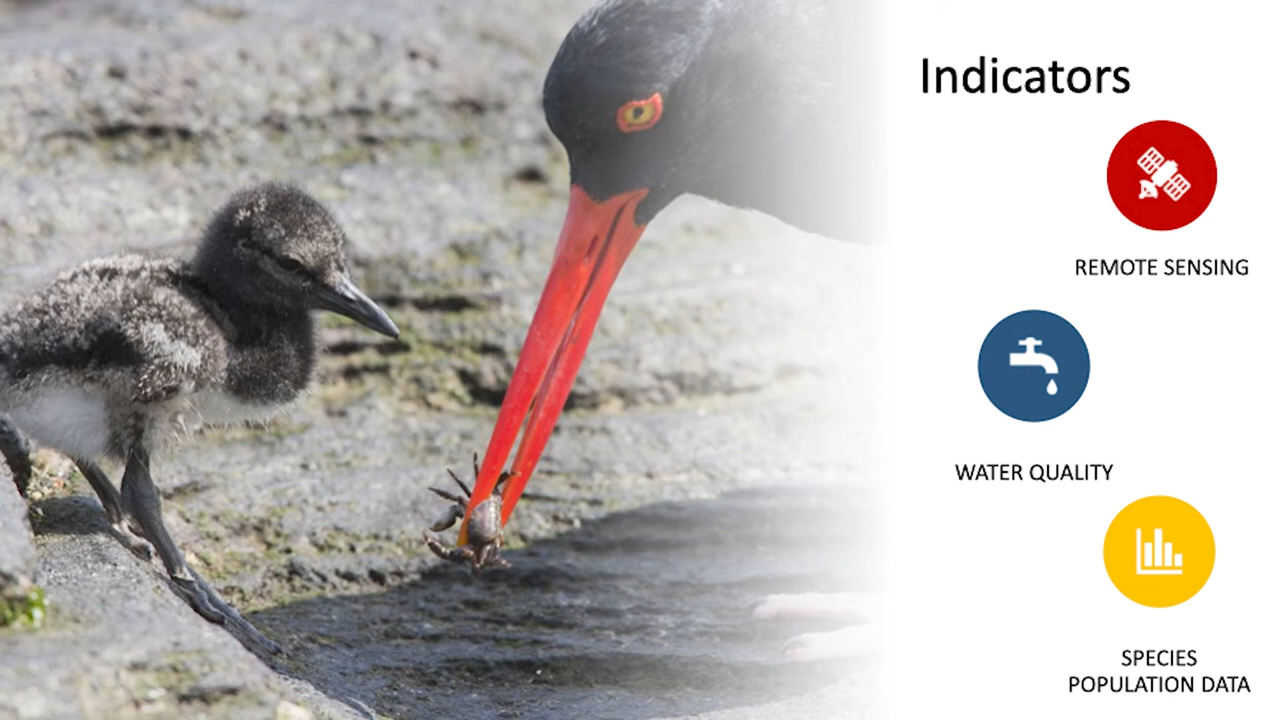 Indicators
REMOTE SENSING
WATER QUALITY
SPECIES
POPULATION DATA